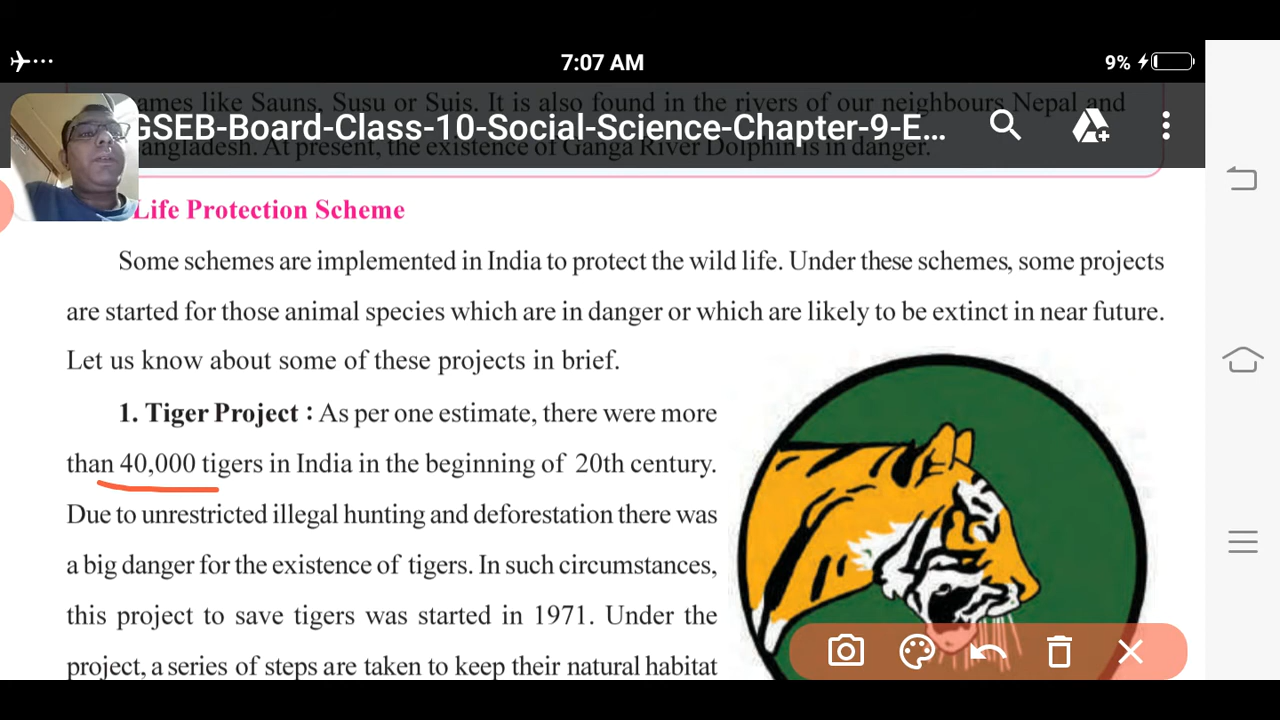 7:07 AM
9%
ames like Sauns, Susu or Suis. It is also found in the rivers of our neighbours Nepal and
GSEB-Board-Class-10-Social-Science-Chapter-9-E...
angladesh. At present, the existence of Ganga River Dolphin is in danger.
Life Protection Scheme
Some schemes are implemented in India to protect the wild life. Under these schemes, some projects
are started for those animal species which are in danger or which are likely to be extinct in near future.
Let us know about some of these projects in brief.
1. Tiger Project : As per one estimate, there were more
than 40,000 tigers in India in the beginning of 20th century.
Due to unrestricted illegal hunting and deforestation there was
a big danger for the existence of tigers. In such circumstances,
this project to save tigers was started in 1971. Under the
project, a series of steps are taken to keep their natural habitat